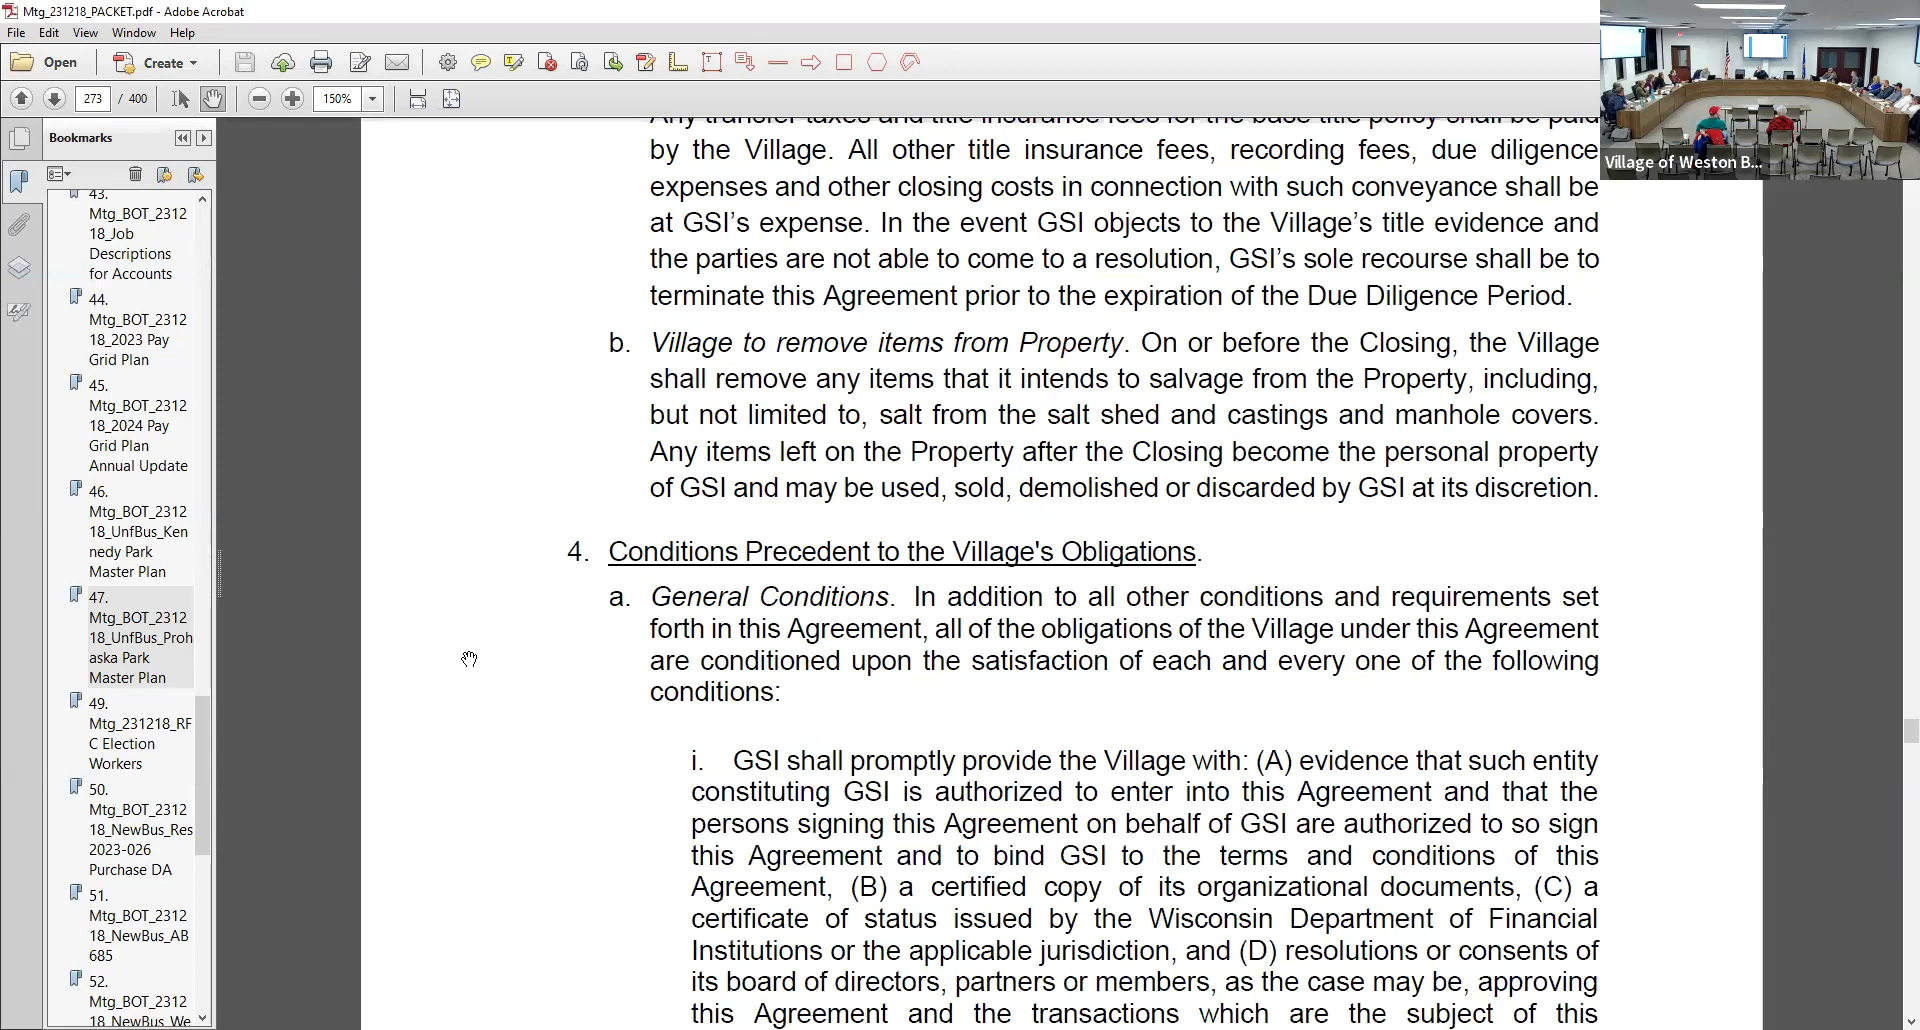 Mtg_231218_PACKET.pdf - Adobe Acrobat
File Edit View Window Help
Open Create
273 / 400 150%
Bookmarks
43.
Mtg_BOT_2312
18_Job
Descriptions
for Accounts
44.
Mtg_BOT_2312
18_2023 Pay
Grid Plan
45.
Mtg_BOT_2312
18_2024 Pay
Grid Plan
Annual Update
46.
Mtg_BOT_2312
18_UnfBus_Ken
nedy Park
Master Plan
47.
Mtg_BOT_2312
18_UnfBus_Proh
aska Park
Master Plan
49.
Mtg_231218_RF
C Election
Workers
50.
Mtg_BOT_2312
18_NewBus_Res
2023-026
Purchase DA
51.
Mtg_BOT_2312
18_NewBus_AB
685
52.
Mtg_BOT_2312
18_NewBus_We
Any transfer taxes and title insurance fees for the base title policy shall be paid
by the Village. All other title insurance fees, recording fees, due diligence
expenses and other closing costs in connection with such conveyance shall be
at GSI’s expense. In the event GSI objects to the Village’s title evidence and
the parties are not able to come to a resolution, GSI’s sole recourse shall be to
terminate this Agreement prior to the expiration of the Due Diligence Period.
b. Village to remove items from Property. On or before the Closing, the Village
shall remove any items that it intends to salvage from the Property, including,
but not limited to, salt from the salt shed and castings and manhole covers.
Any items left on the Property after the Closing become the personal property
of GSI and may be used, sold, demolished or discarded by GSI at its discretion.
4. Conditions Precedent to the Village's Obligations.
a. General Conditions. In addition to all other conditions and requirements set
forth in this Agreement, all of the obligations of the Village under this Agreement
are conditioned upon the satisfaction of each and every one of the following
conditions:
i. GSI shall promptly provide the Village with: (A) evidence that such entity
constituting GSI is authorized to enter into this Agreement and that the
persons signing this Agreement on behalf of GSI are authorized to so sign
this Agreement and to bind GSI to the terms and conditions of this
Agreement, (B) a certified copy of its organizational documents, (C) a
certificate of status issued by the Wisconsin Department of Financial
Institutions or the applicable jurisdiction, and (D) resolutions or consents of
its board of directors, partners or members, as the case may be, approving
this Agreement and the transactions which are the subject of this
Village of Weston B...